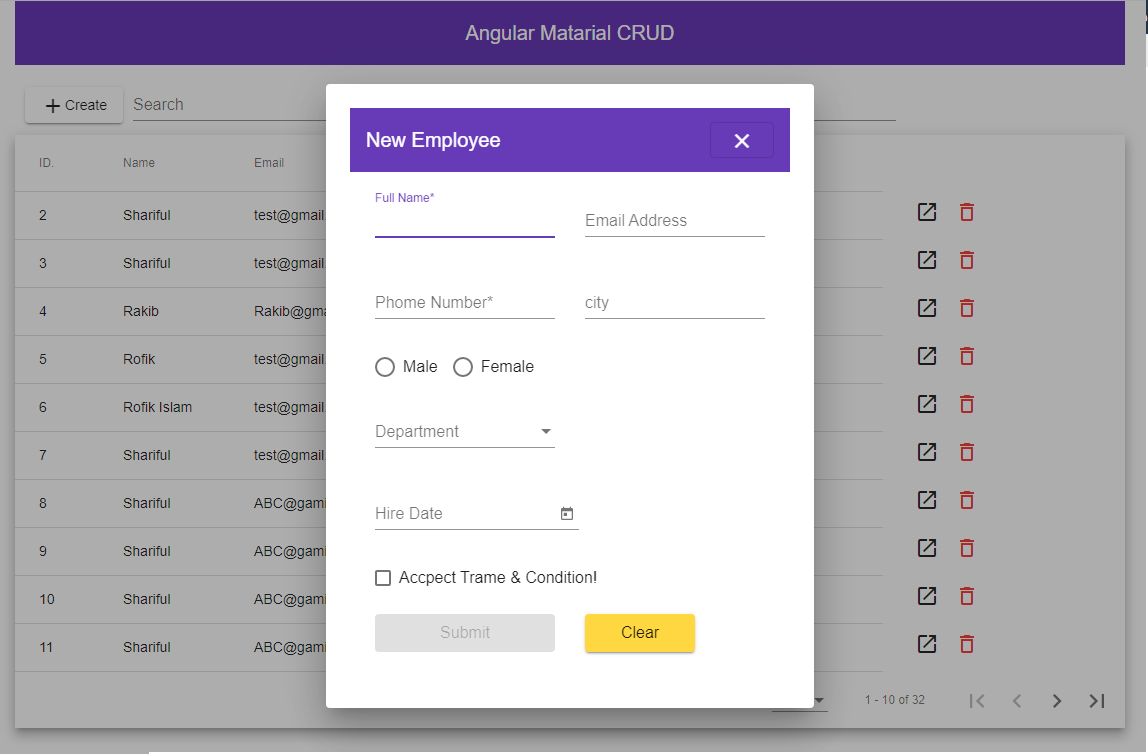 Angular Matarial CRUD
Create Search
New Employee
ID. Name Email
Full Name*
Email Address
2 Shariful test@gmail.
3 Shariful test@gmail.
Phome Number* city
4 Rakib Rakib@gma
5 Rofik test@gmail.
Male Female
6 Rofik Islam test@gmail.
Department
7 Shariful test@gmail.
8 Shariful ABC@gami
Hire Date
9 Shariful ABC@gami
Accpect Trame & Condition!
10 Shariful ABC@gami
Submit Clear
11 Shariful ABC@gami
1 - 10 of 32